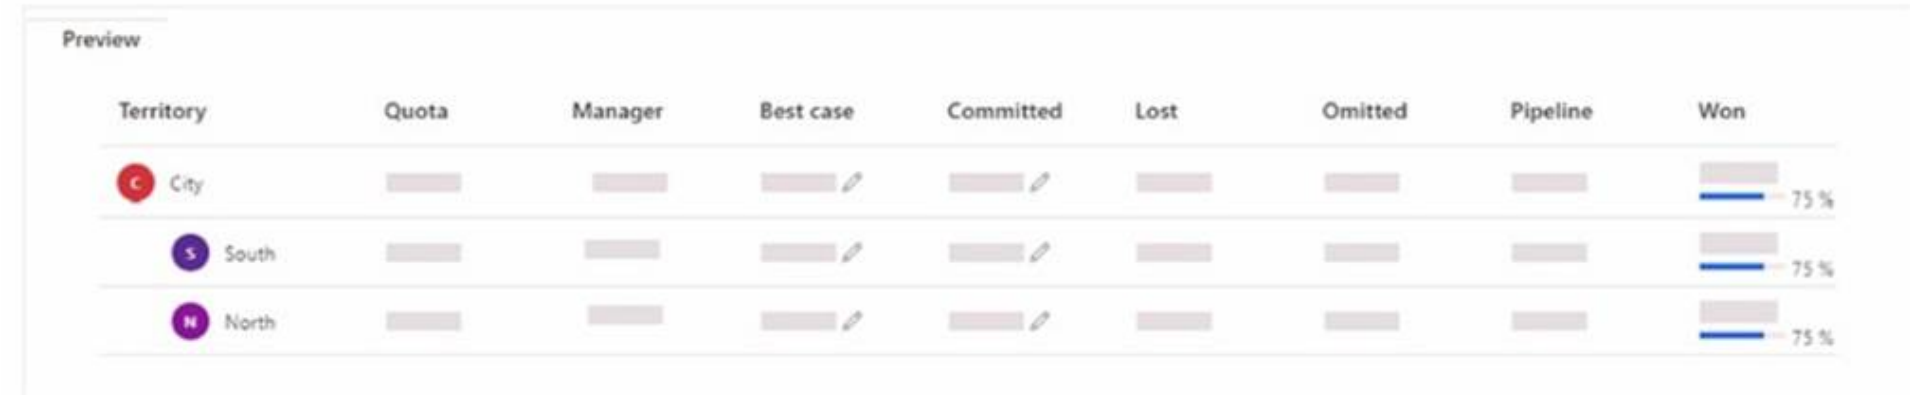 Preview
Territory Quota Manager Best case Committed Lost Omitted Pipeline Won
C City 75 %
S South 75 %
N North 75 %